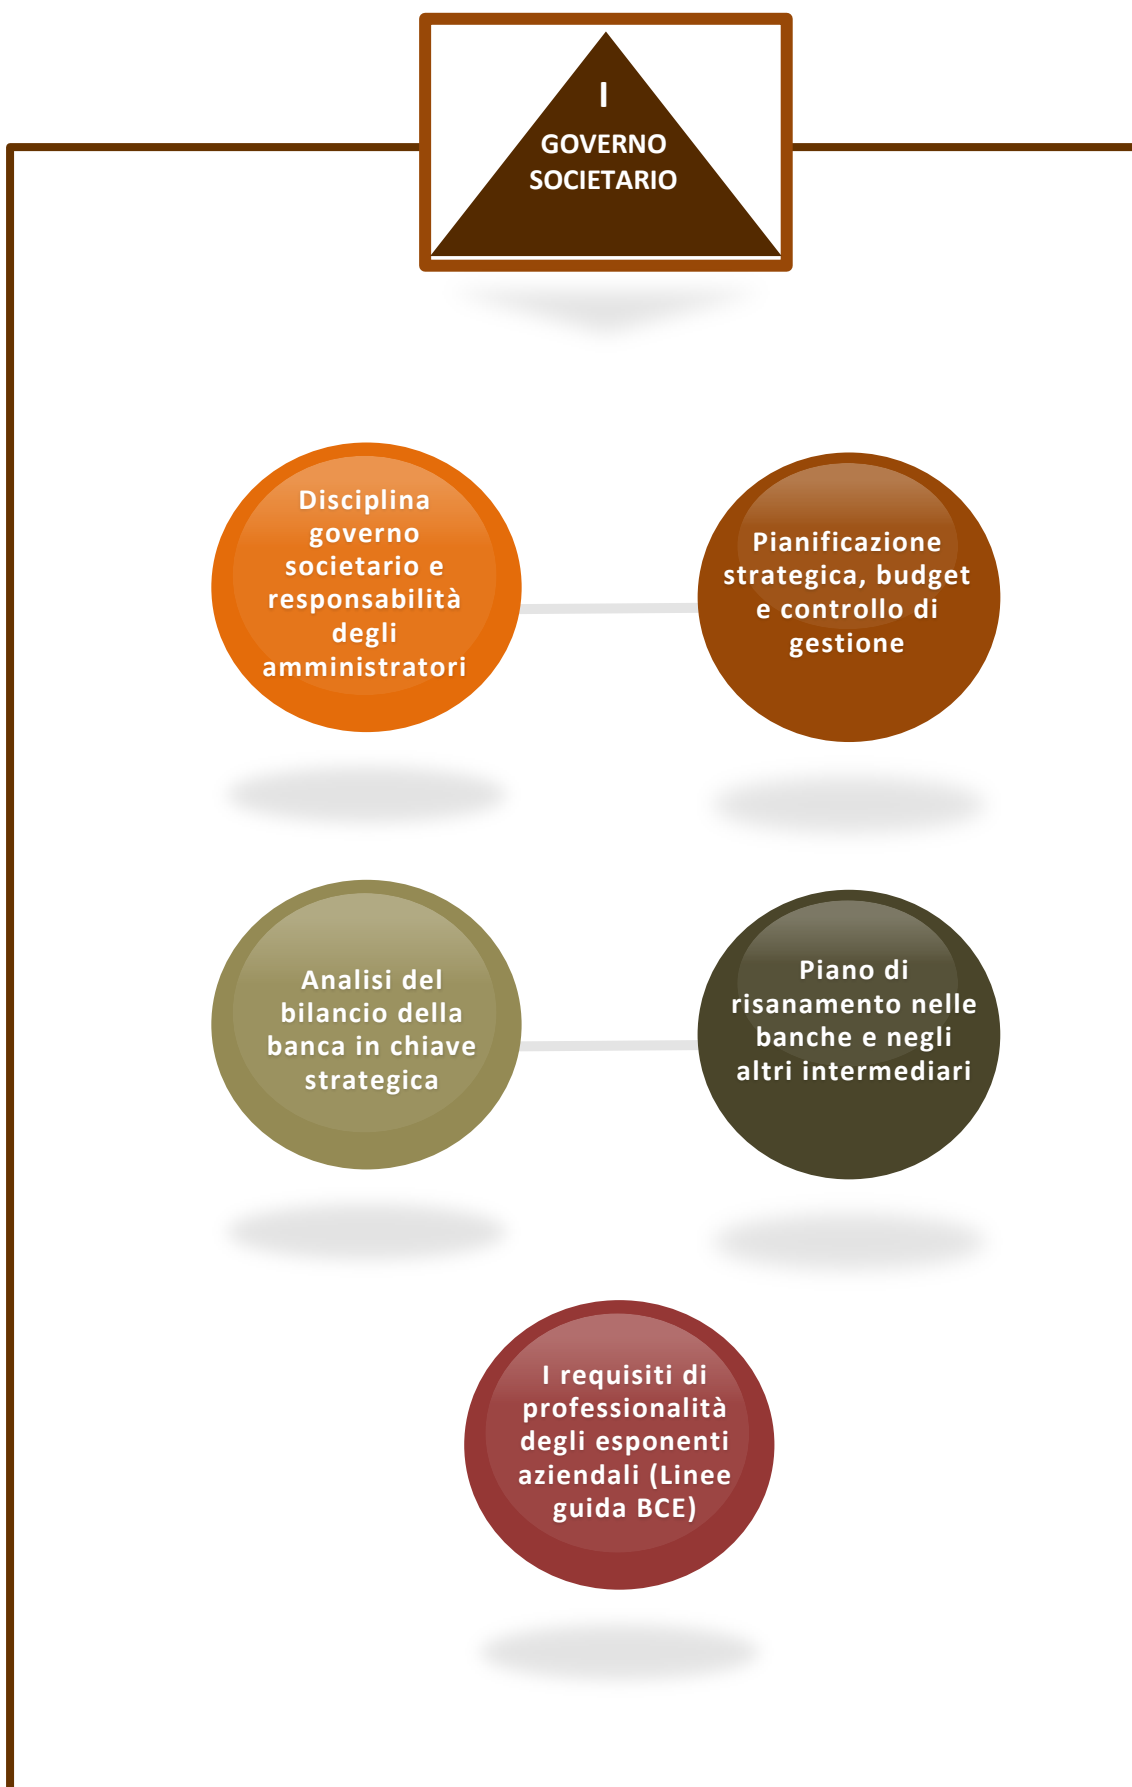 I
GOVERNO
SOCIETARIO
Disciplina
governo
societario e
responsabilità
degli
amministratori
Pianificazione
strategica, budget
e controllo di
gestione
Analisi del
bilancio della
banca in chiave
strategica
Piano di
risanamento nelle
banche e negli
altri intermediari
I requisiti di
professionalità
degli esponenti
aziendali (Linee
guida BCE)